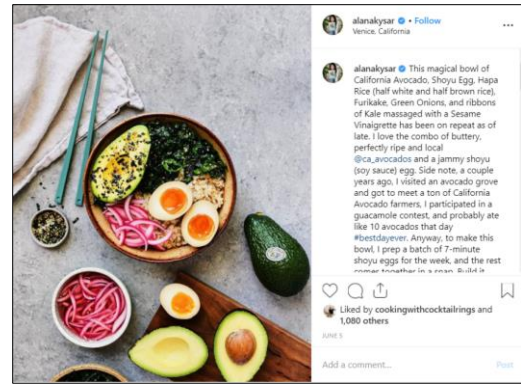 alanakysar • Follow
Venice, California
alanakysar This magical bowl of
California Avocado, Shoyu Egg, Hapa
Rice (half white and half brown rice),
Furikake, Green Onions, and ribbons
of Kale massaged with a Sesame
Vinaigrette has been on repeat as of
late. I love the combo of buttery,
perfectly ripe and local
@ca_avocados and a jammy shoyu
(soy sauce) egg. Side note, a couple
years ago, I visited an avocado grove
and got to meet a ton of California
Avocado farmers, I participated in a
guacamole contest, and probably ate
like 10 avocados that day
#bestdayever. Anyway, to make this
bowl, I prep a batch of 7-minute
shoyu eggs for the week, and the rest
comes together in a snap. Build it
Liked by cookingwithcocktailrings and
1,080 others
JUNE 5
Add a comment...
Post